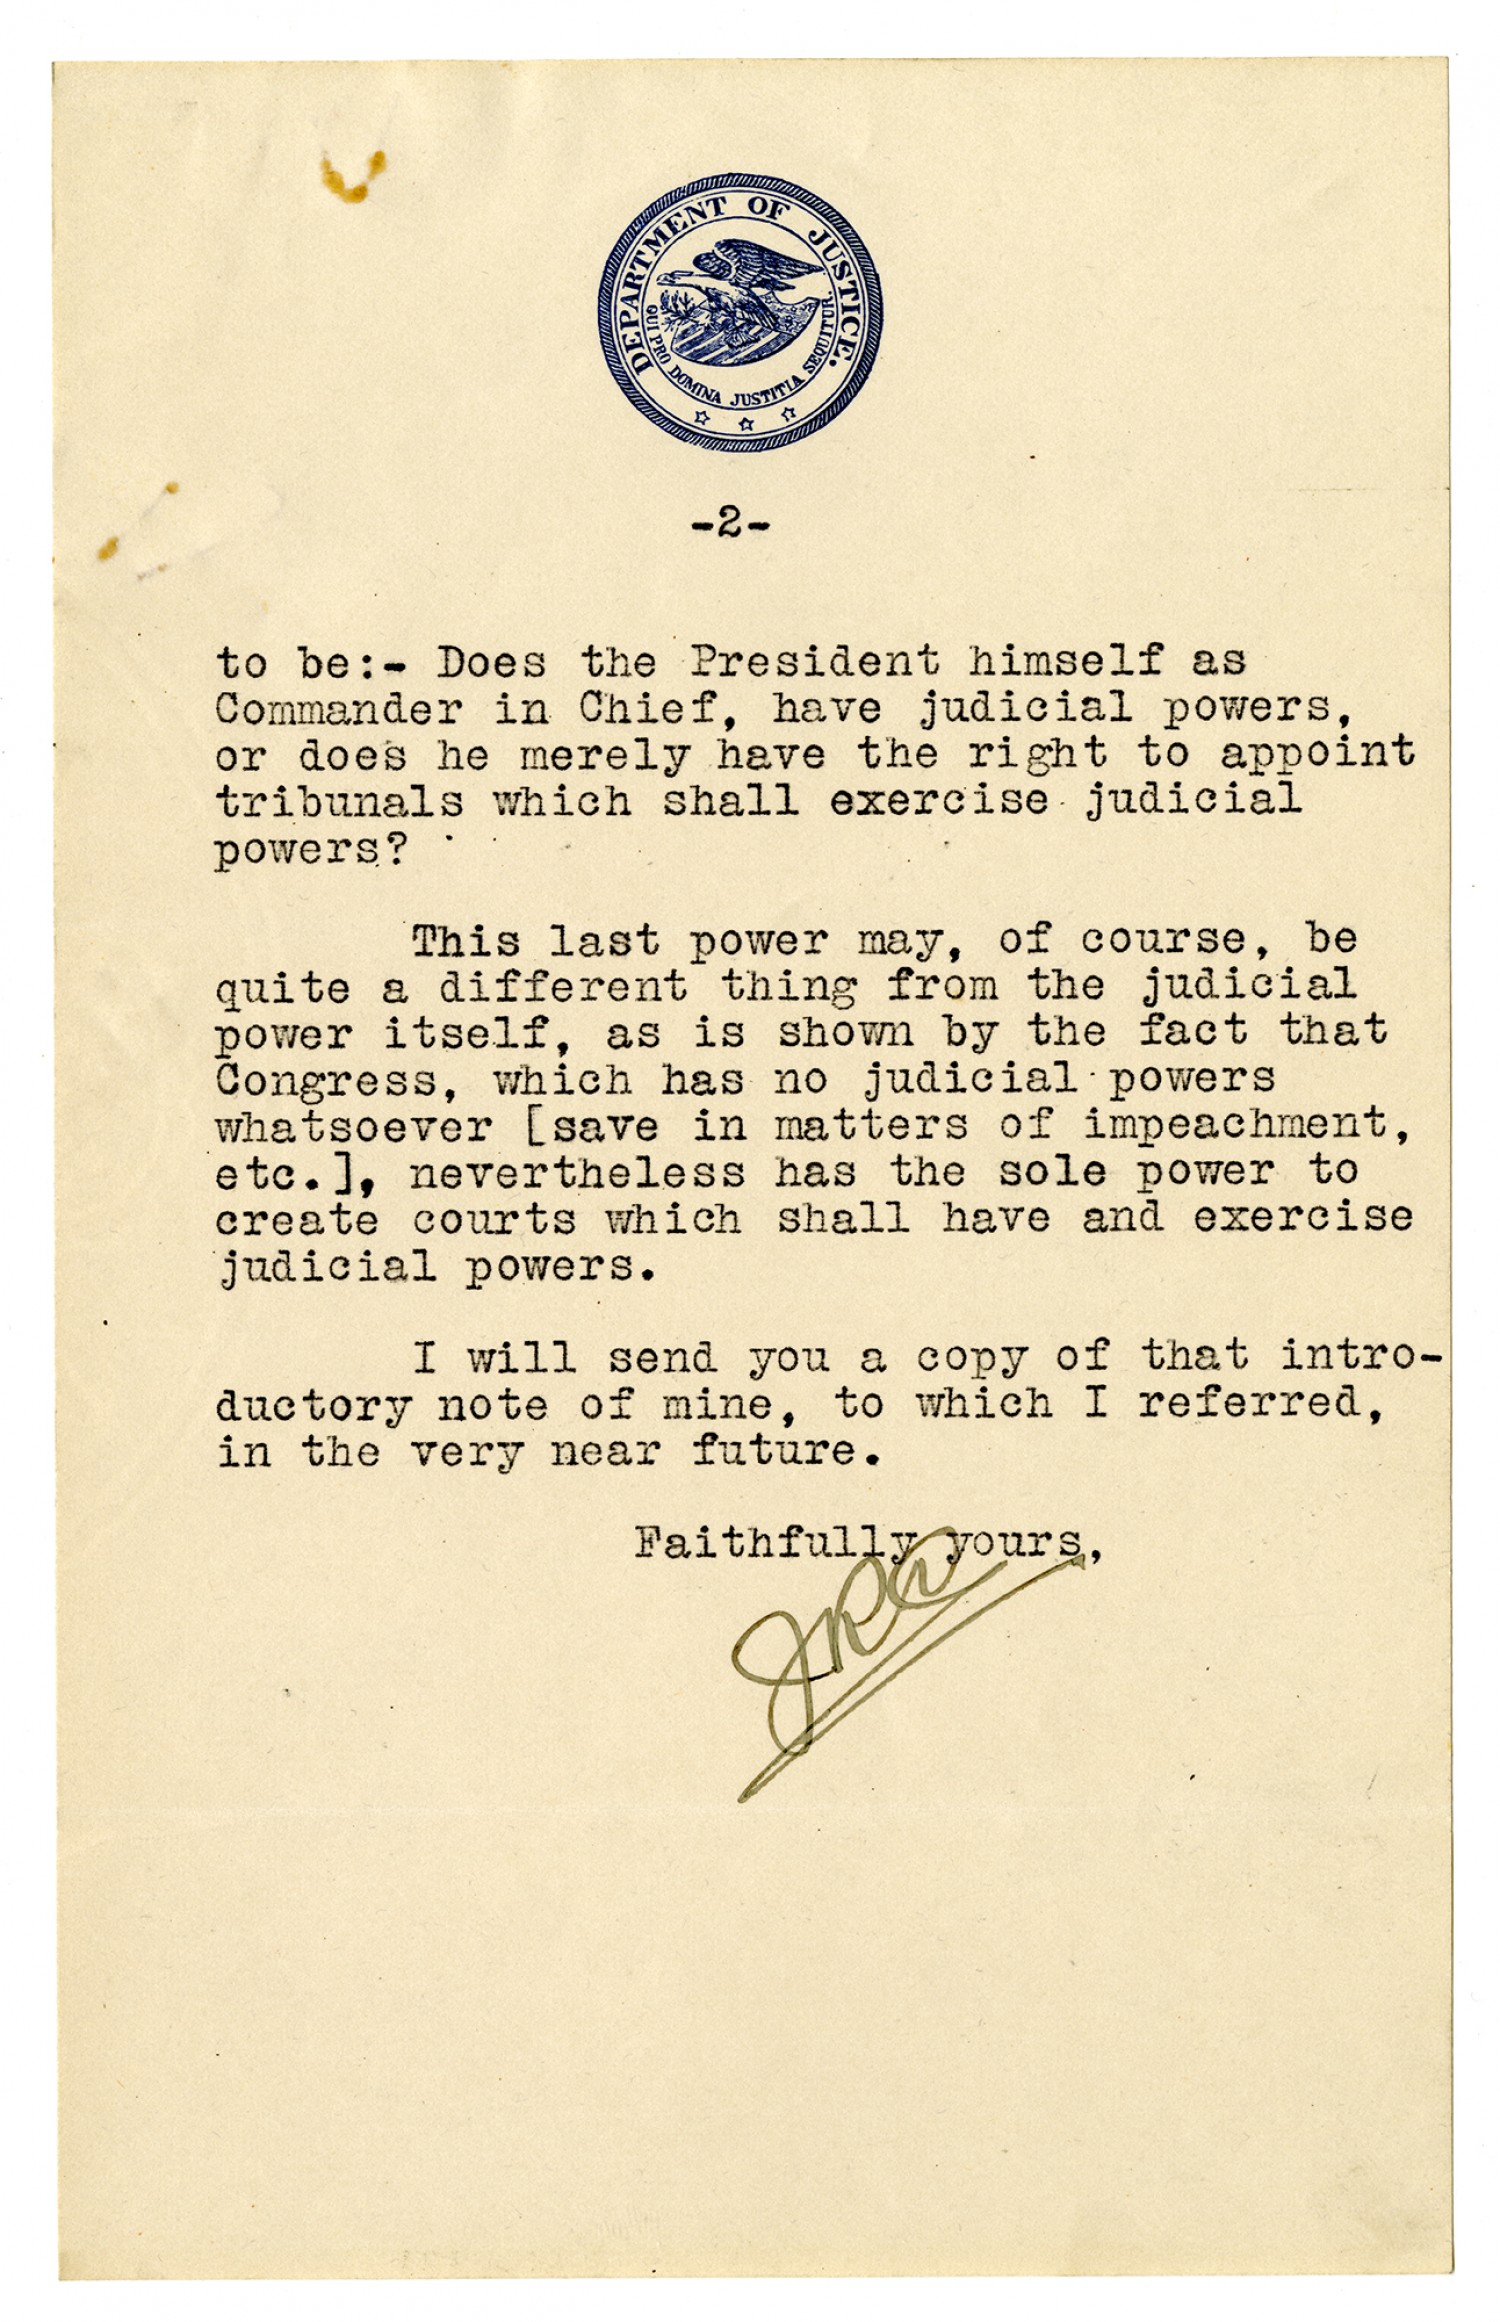 DEPARTMENT OF JUSTICE.
QUI PRO DOMINA JUSTITIA SEQUITUR.
-2-
to be:- Does the President himself as
Commander in Chief, have judicial powers,
or does he merely have the right to appoint
tribunals which shall exercise judicial
powers?
This last power may, of course, be
quite a different thing from the judicial
power itself, as is shown by the fact that
Congress, which has no judicial powers
whatsoever [save in matters of impeachment,
etc.], nevertheless has the sole power to
create courts which shall have and exercise
judicial powers.
I will send you a copy of that intro-
ductory note of mine, to which I referred,
in the very near future.
Faithfully yours,